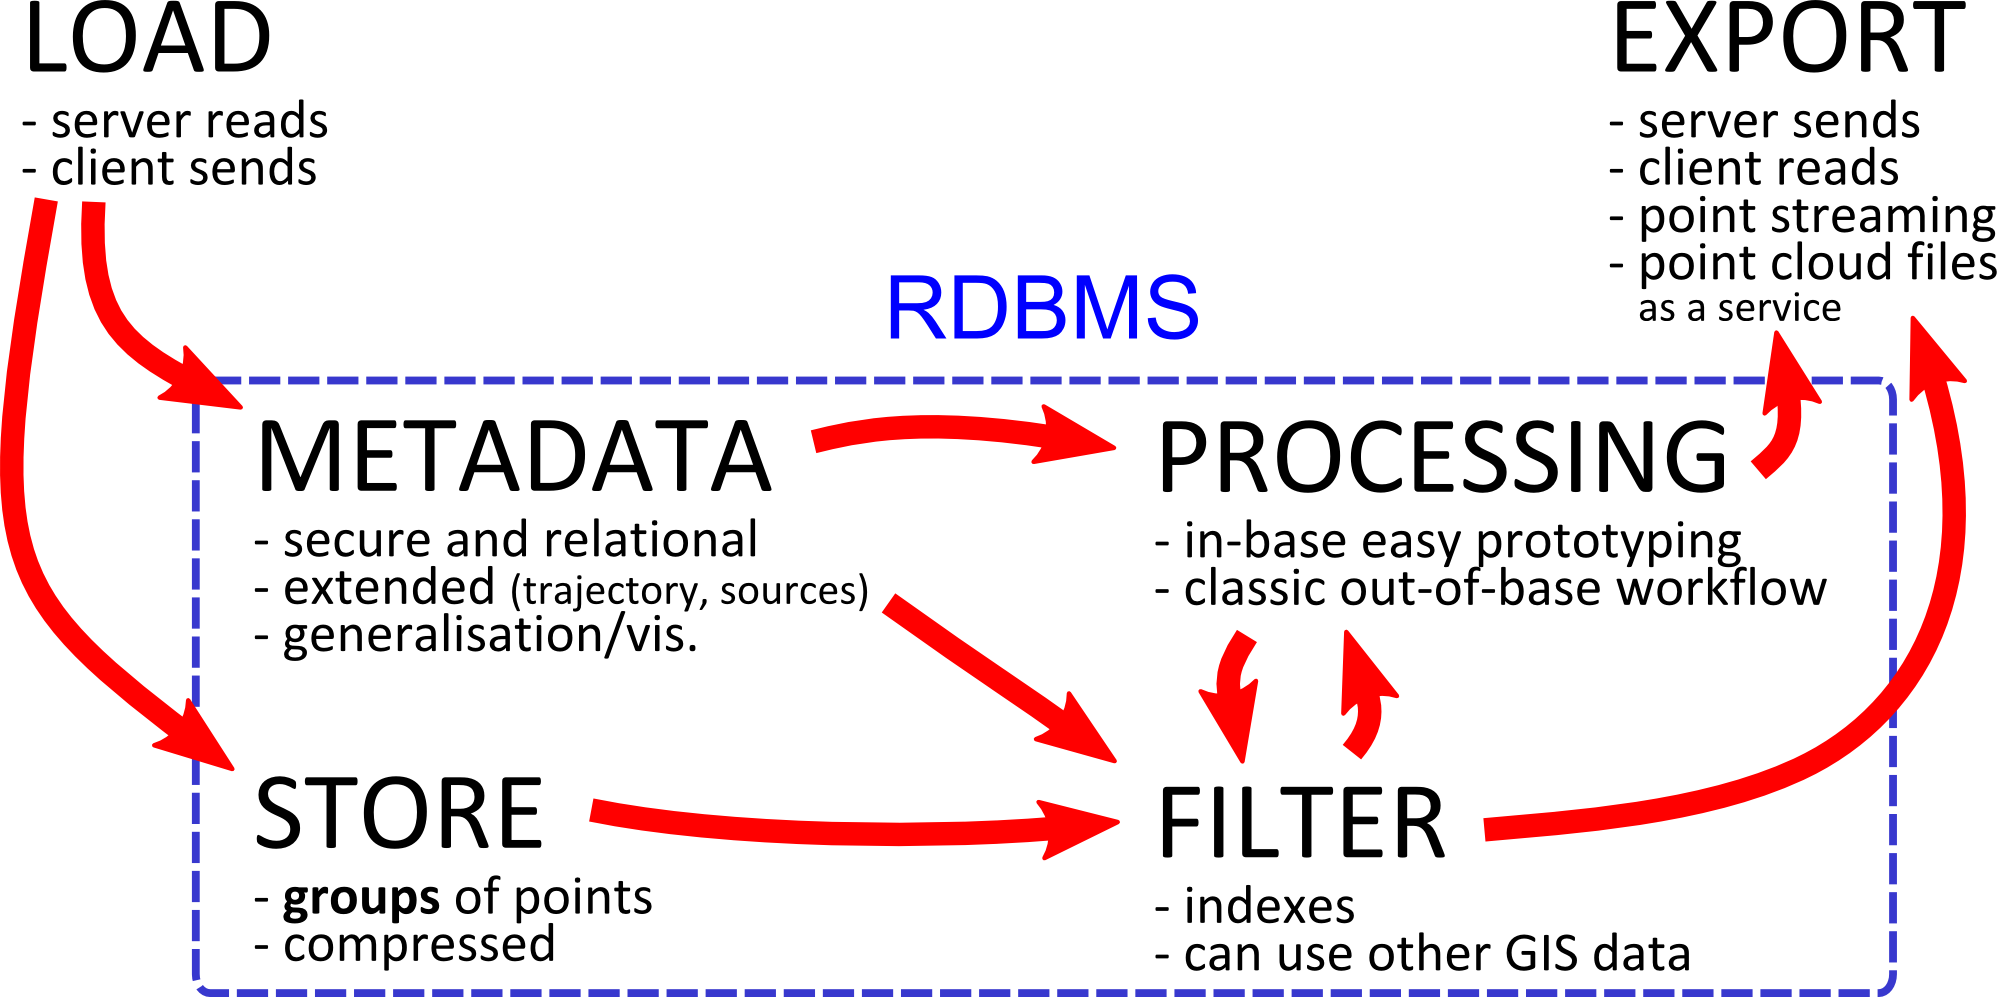 LOAD
- server reads
- client sends
EXPORT
- server sends
- client reads
- point streaming
- point cloud files
as a service
RDBMS
METADATA
- secure and relational
- extended (trajectory, sources)
- generalisation/vis.
PROCESSING
- in-base easy prototyping
- classic out-of-base workflow
STORE
- groups of points
- compressed
FILTER
- indexes
- can use other GIS data